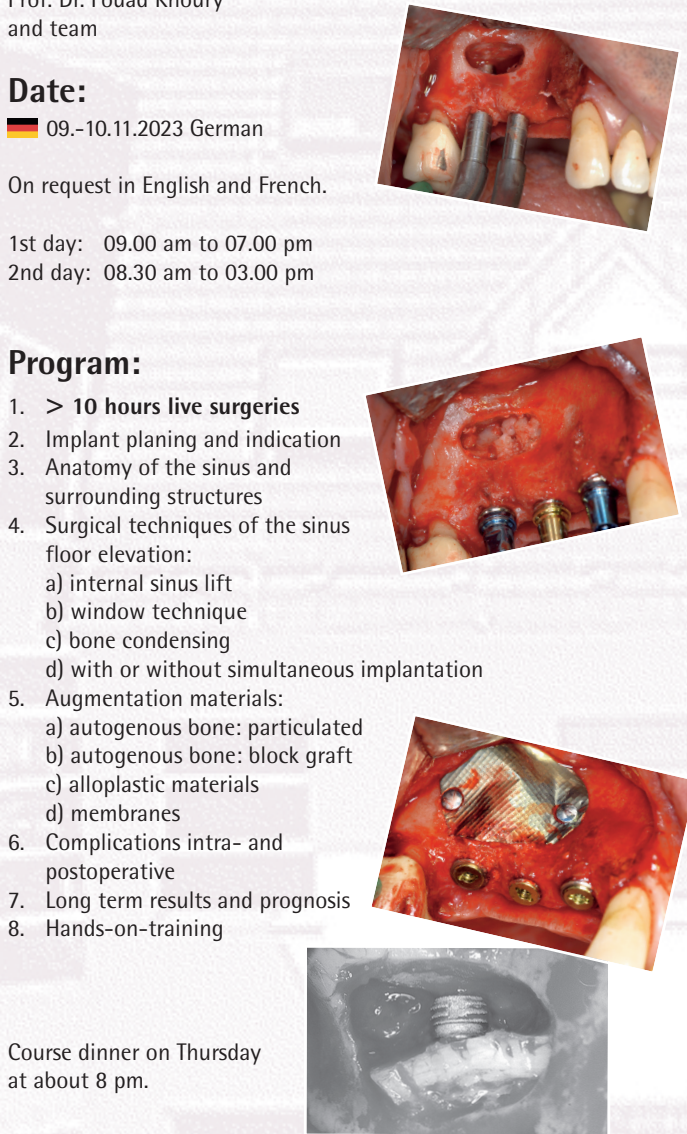 Prof. Dr. Fouad Khoury
and team
Date:
09.-10.11.2023 German
On request in English and French.
1st day: 09.00 am to 07.00 pm
2nd day: 08.30 am to 03.00 pm
Program:
1. > 10 hours live surgeries
2. Implant planing and indication
3. Anatomy of the sinus and
surrounding structures
4. Surgical techniques of the sinus
floor elevation:
a) internal sinus lift
b) window technique
c) bone condensing
d) with or without simultaneous implantation
5. Augmentation materials:
a) autogenous bone: particulated
b) autogenous bone: block graft
c) alloplastic materials
d) membranes
6. Complications intra- and
postoperative
7. Long term results and prognosis
8. Hands-on-training
Course dinner on Thursday
at about 8 pm.